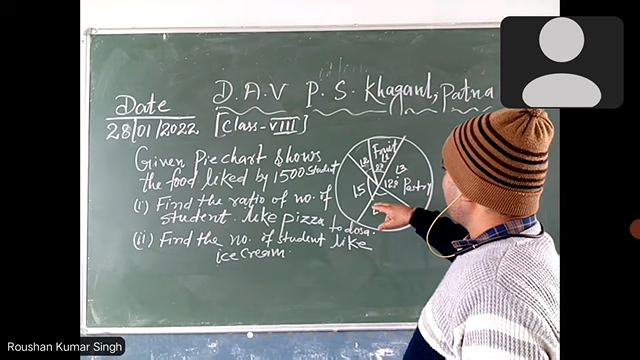 D.A.V P.S. Khagaul, Patna
Date
28/01/2022
[Class-VIII]
Given Piechart shows
the food liked by 1500 student
(i) Find the ratio of no. of
student like pizza to dosa.
(ii) Find the no. of student like
icecream.
Fruit
15
Pastry
Roushan Kumar Singh